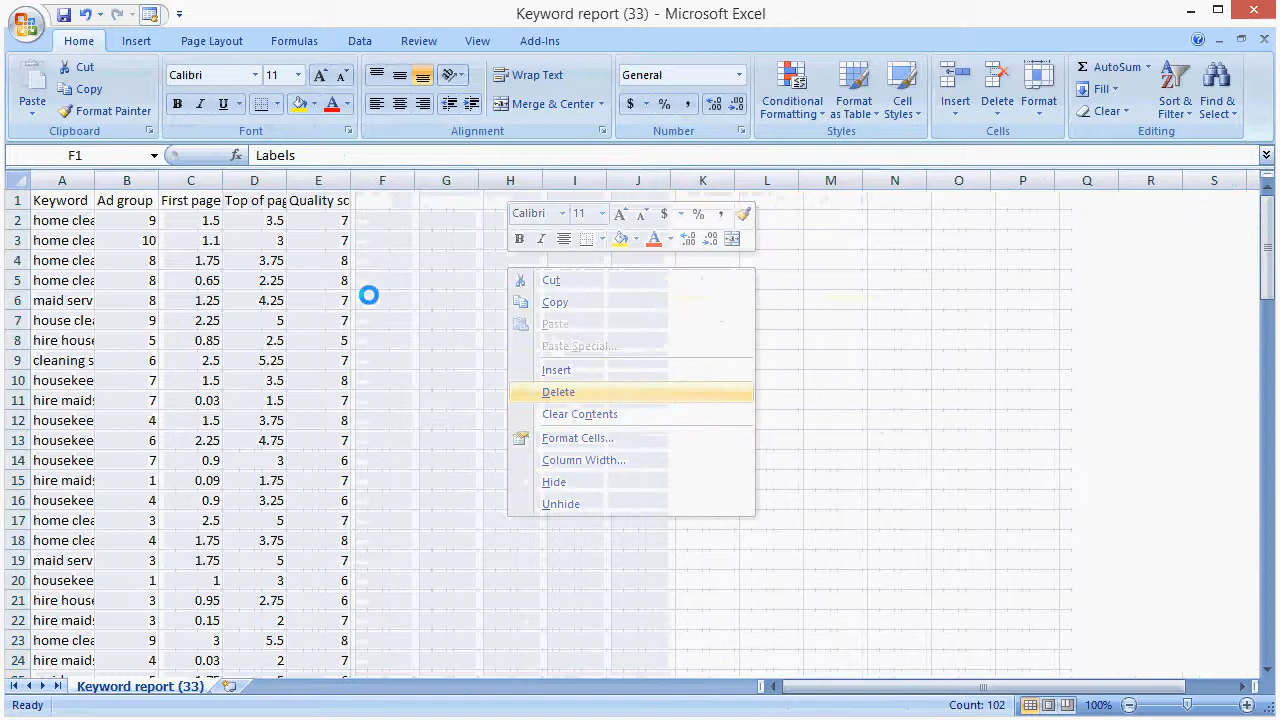 Keyword report (33) - Microsoft Excel
Home Insert Page Layout Formulas Data Review View Add-Ins
Paste Cut Copy Format Painter Clipboard
Calibri 11 B I U Font
Wrap Text Merge & Center Alignment
General $ % , Number
Conditional Formatting Format as Table Cell Styles Styles
Insert Delete Format Cells
Σ AutoSum Fill Clear Sort & Filter Find & Select Editing
F1 fx Labels
A B C D E F G H I J K L M N O P Q R S
1 Keyword Ad group First page Top of pag Quality sc
2 home clea 9 1.5 3.5 7
3 home clea 10 1.1 3 7
4 home clea 8 1.75 3.75 8
5 home clea 8 0.65 2.25 8
6 maid serv 8 1.25 4.25 7
7 house clea 9 2.25 5 7
8 hire house 5 0.85 2.5 5
9 cleaning s 6 2.5 5.25 7
10 housekee 7 1.5 3.5 8
11 hire maids 7 0.03 1.5 7
12 housekee 4 1.5 3.75 8
13 housekee 6 2.25 4.75 7
14 housekee 7 0.9 3 6
15 hire maids 1 0.09 1.75 7
16 housekee 4 0.9 3.25 6
17 home clea 3 2.5 5 7
18 home clea 4 1.75 3.75 8
19 maid serv 3 1.75 5 7
20 housekee 1 1 3 6
21 hire house 3 0.95 2.75 6
22 hire maids 3 0.15 2 7
23 home clea 9 3 5.5 8
24 hire maids 4 0.03 2 7
Calibri 11 A A $ % ,
B I A
Cut
Copy
Paste
Paste Special...
Insert
Delete
Clear Contents
Format Cells...
Column Width...
Hide
Unhide
Keyword report (33)
Ready Count: 102 100%